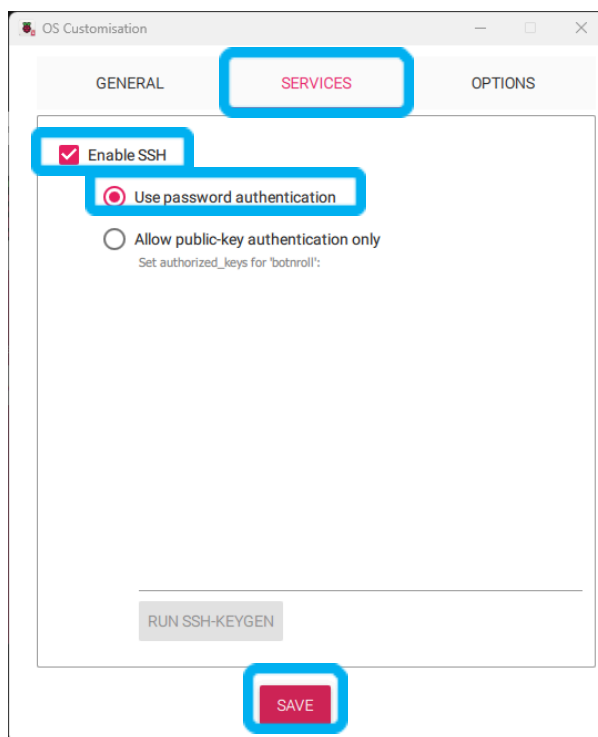 OS Customisation
GENERAL SERVICES OPTIONS
Enable SSH
Use password authentication
Allow public-key authentication only
Set authorized_keys for 'botnroll':
RUN SSH-KEYGEN
SAVE